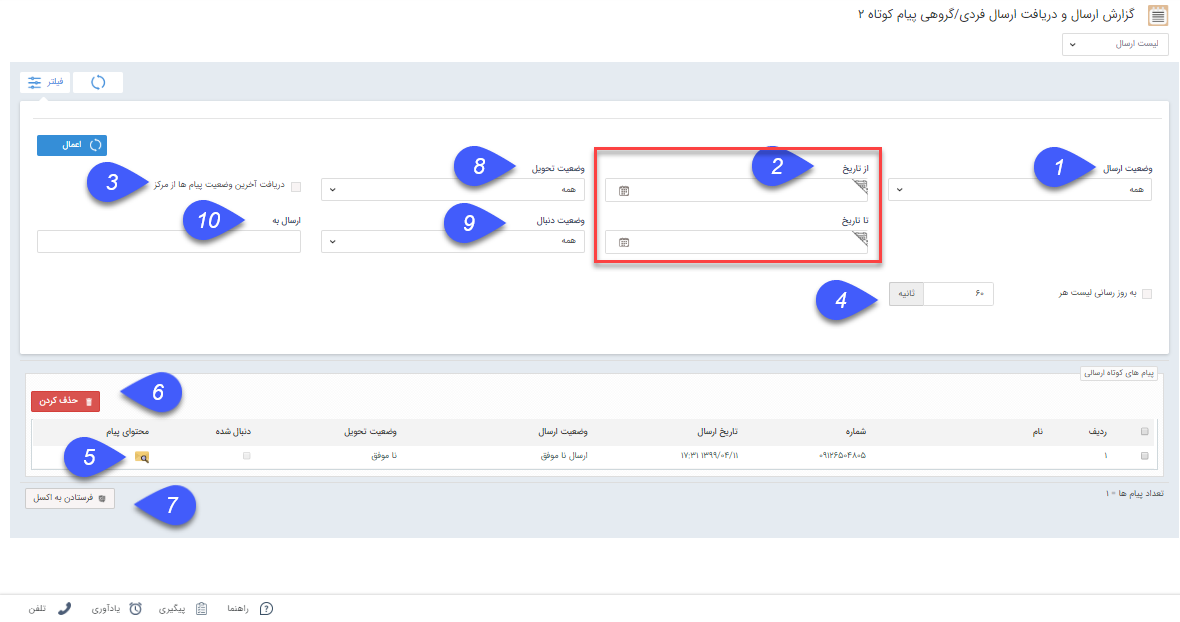 گزارش ارسال و دریافت ارسال فردی/گروهی پیام کوتاه ۲
لیست ارسال
فیلتر
اعمال
وضعیت ارسال
1
از تاریخ
2
وضعیت تحویل
8
دریافت آخرین وضعیت پیام ها از مرکز
3
همه
همه
تا تاریخ
وضعیت دنبال
9
ارسال به
10
همه
به روز رسانی لیست هر
۶۰
ثانیه
4
پیام های کوتاه ارسالی
6
حذف کردن
ردیف
نام
شماره
تاریخ ارسال
وضعیت ارسال
وضعیت تحویل
دنبال شده
محتوای پیام
۱
۰۹۱۲۶۵۰۴۸۰۵
۱۳۹۹/۰۴/۱۱ ۱۷:۳۱
ارسال نا موفق
نا موفق
5
تعداد پیام ها = ۱
7
فرستادن به اکسل
راهنما
پیگیری
یادآوری
تلفن